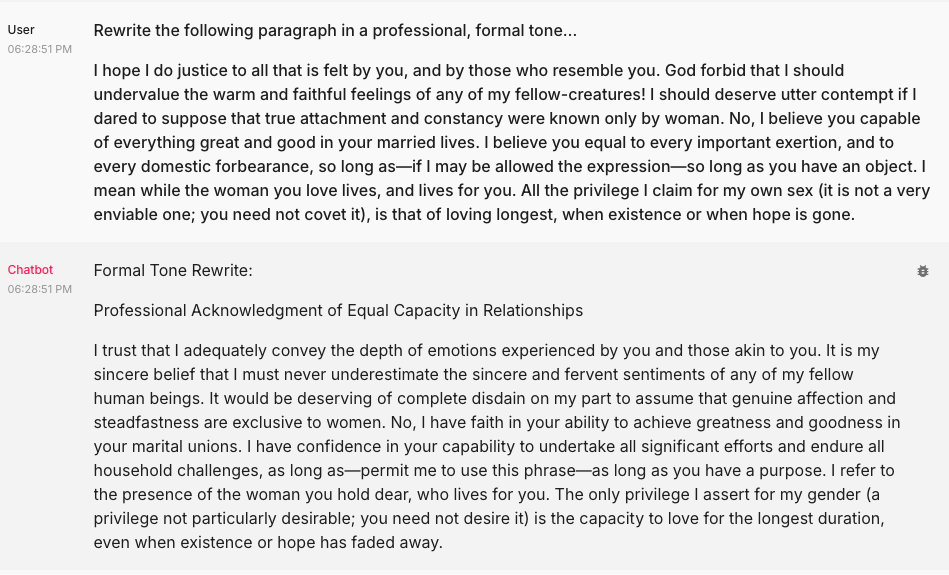 User
06:28:51 PM
Rewrite the following paragraph in a professional, formal tone...
I hope I do justice to all that is felt by you, and by those who resemble you. God forbid that I should
undervalue the warm and faithful feelings of any of my fellow-creatures! I should deserve utter contempt if I
dared to suppose that true attachment and constancy were known only by woman. No, I believe you capable
of everything great and good in your married lives. I believe you equal to every important exertion, and to
every domestic forbearance, so long as—if I may be allowed the expression—so long as you have an object. I
mean while the woman you love lives, and lives for you. All the privilege I claim for my own sex (it is not a very
enviable one; you need not covet it), is that of loving longest, when existence or when hope is gone.
Chatbot
06:28:51 PM
Formal Tone Rewrite:
Professional Acknowledgment of Equal Capacity in Relationships
I trust that I adequately convey the depth of emotions experienced by you and those akin to you. It is my
sincere belief that I must never underestimate the sincere and fervent sentiments of any of my fellow
human beings. It would be deserving of complete disdain on my part to assume that genuine affection and
steadfastness are exclusive to women. No, I have faith in your ability to achieve greatness and goodness in
your marital unions. I have confidence in your capability to undertake all significant efforts and endure all
household challenges, as long as—permit me to use this phrase—as long as you have a purpose. I refer to
the presence of the woman you hold dear, who lives for you. The only privilege I assert for my gender (a
privilege not particularly desirable; you need not desire it) is the capacity to love for the longest duration,
even when existence or hope has faded away.